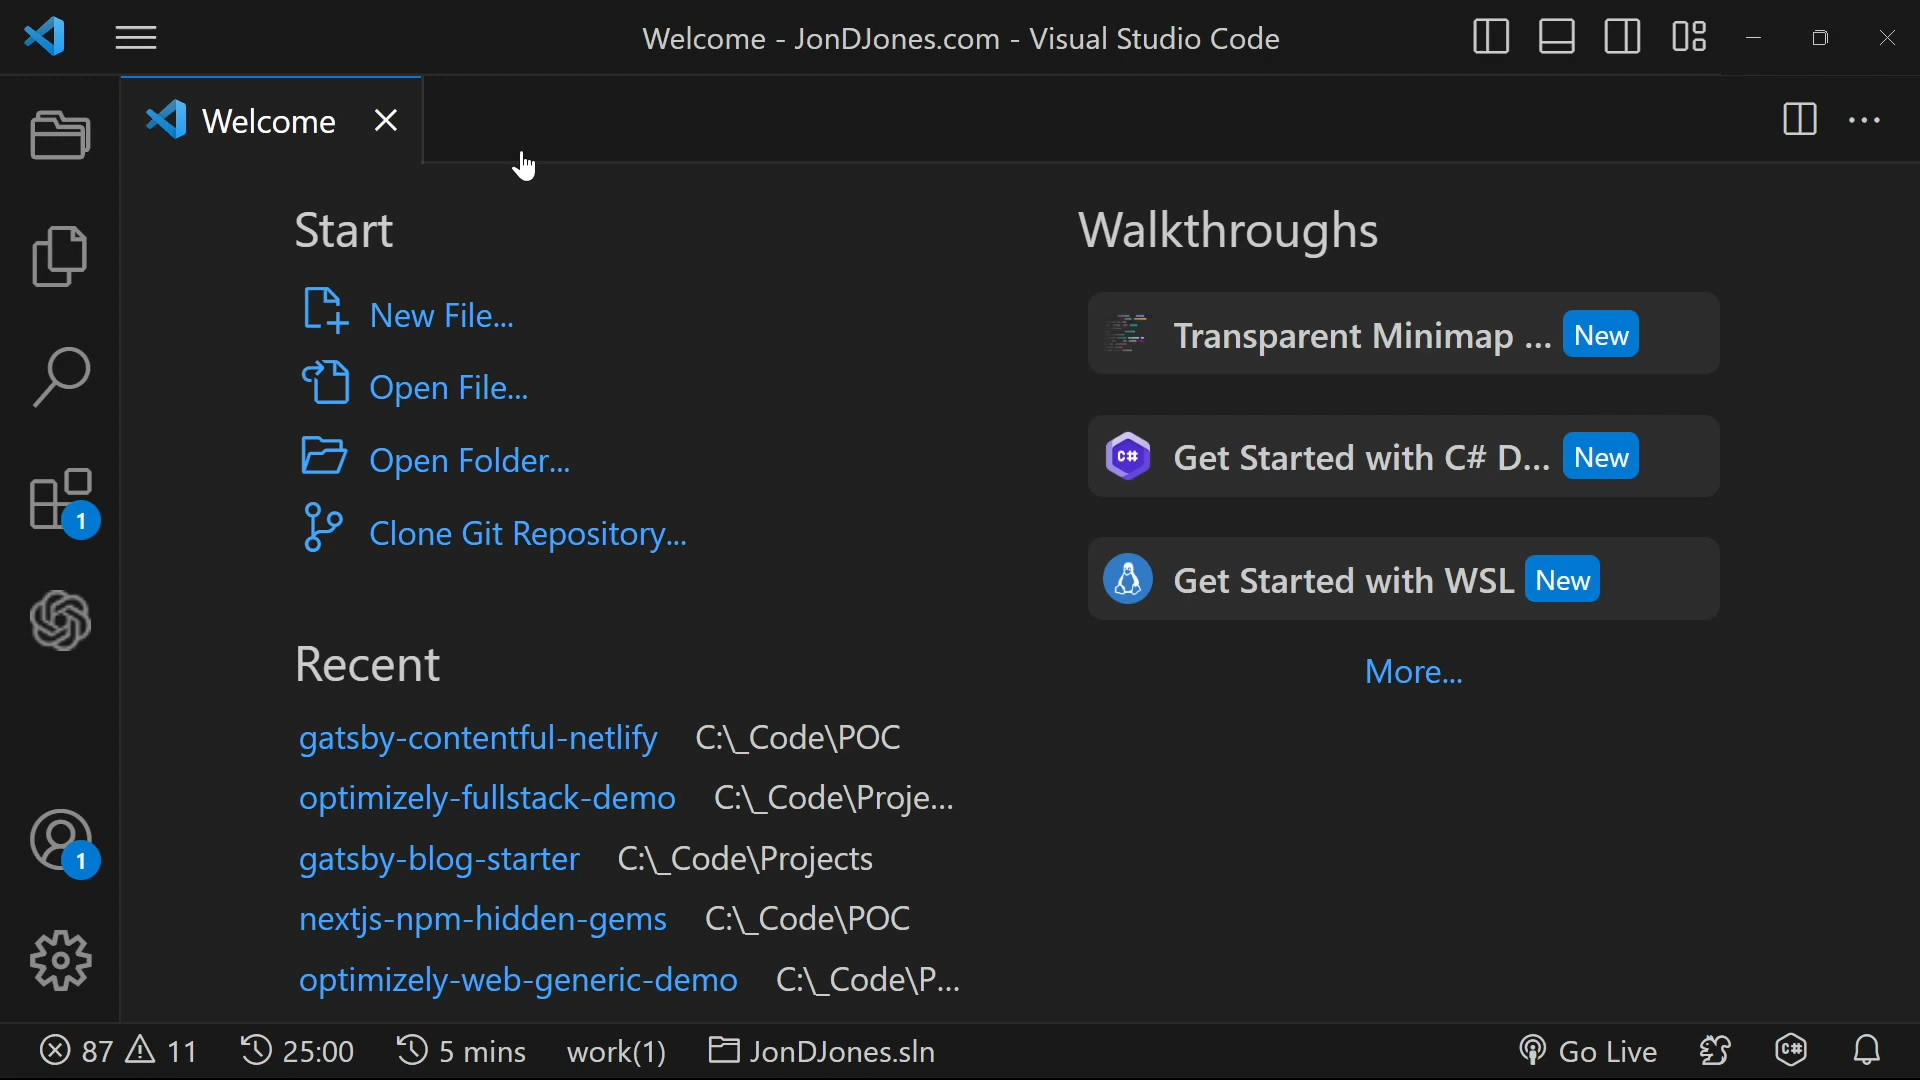 Welcome - JonDJones.com - Visual Studio Code
Welcome
Start
New File...
Open File...
Open Folder...
Clone Git Repository...
Walkthroughs
Transparent Minimap ... New
C# Get Started with C# D... New
Get Started with WSL New
More...
1
Recent
gatsby-contentful-netlify C:\_Code\POC
optimizely-fullstack-demo C:\_Code\Proje...
gatsby-blog-starter C:\_Code\Projects
nextjs-npm-hidden-gems C:\_Code\POC
optimizely-web-generic-demo C:\_Code\P...
1
87 11 25:00 5 mins work(1) JonDJones.sln Go Live C#